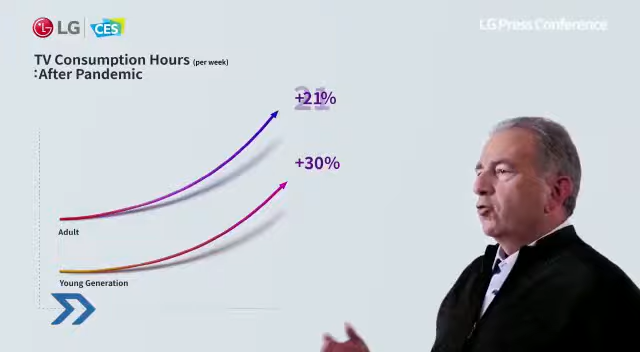 LG CES
LG Press Conference
TV Consumption Hours (per week)
:After Pandemic
+21%
+30%
Adult
Young Generation